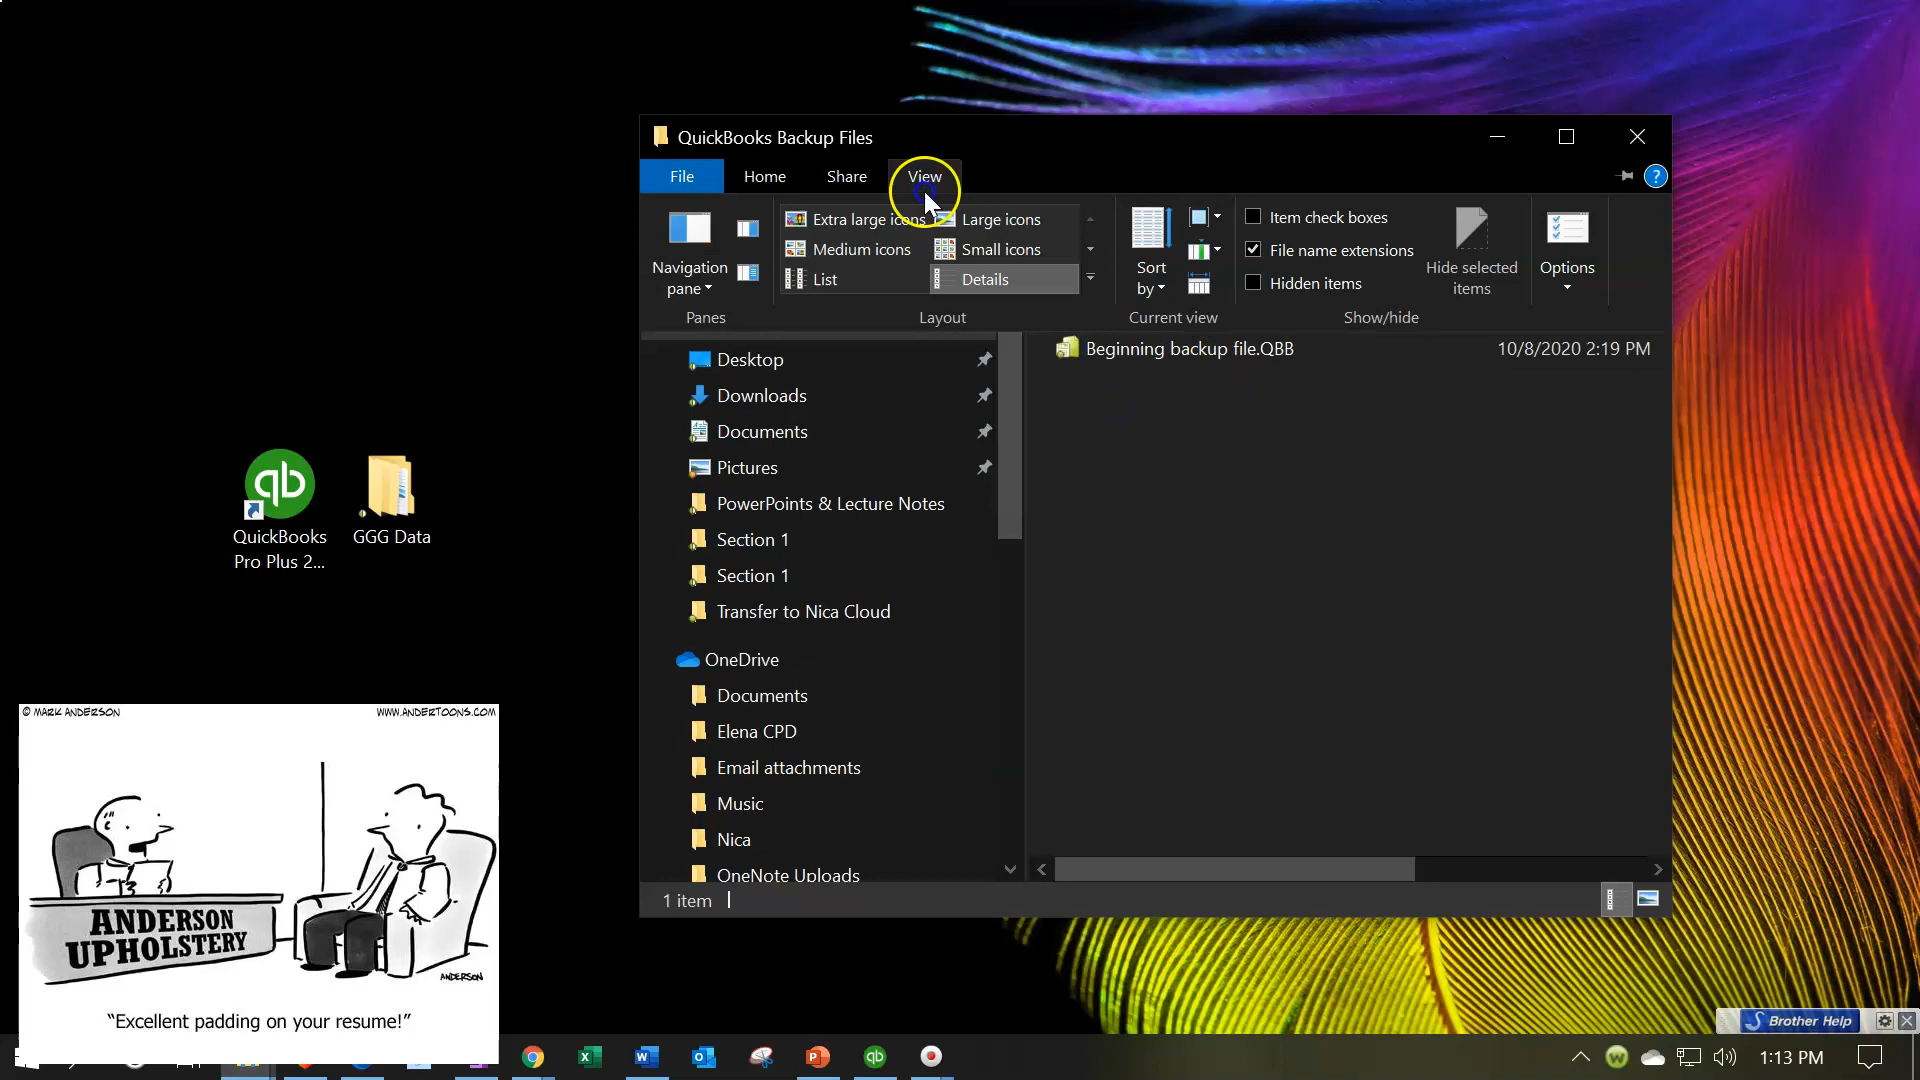 QuickBooks Backup Files
File
Home
Share
View
?
Navigation
pane
Extra large icons
Large icons
Medium icons
Small icons
List
Details
Sort
by
Item check boxes
File name extensions
Hidden items
Hide selected
items
Options
Panes
Layout
Current view
Show/hide
Desktop
Downloads
Documents
Pictures
PowerPoints & Lecture Notes
Section 1
Section 1
Transfer to Nica Cloud
OneDrive
Documents
Elena CPD
Email attachments
Music
Nica
OneNote Uploads
Beginning backup file.QBB
10/8/2020 2:19 PM
1 item
qb
QuickBooks
Pro Plus 2...
GGG Data
© MARK ANDERSON
WWW.ANDERTOONS.COM
ANDERSON
UPHOLSTERY
ANDERSON
“Excellent padding on your resume!”
Brother Help
1:13 PM